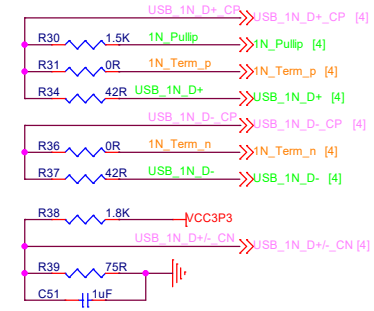 USB_1N_D+_CP USB_1N_D+_CP [4]
R30 1.5K 1N_Pullip 1N_Pullip [4]
R31 0R 1N_Term_p 1N_Term_p [4]
R34 42R USB_1N_D+ USB_1N_D+ [4]
USB_1N_D-_CP USB_1N_D-_CP [4]
R36 0R 1N_Term_n 1N_Term_n [4]
R37 42R USB_1N_D- USB_1N_D- [4]
R38 1.8K VCC3P3
USB_1N_D+/-_CN USB_1N_D+/-_CN [4]
R39 75R
C51 1uF